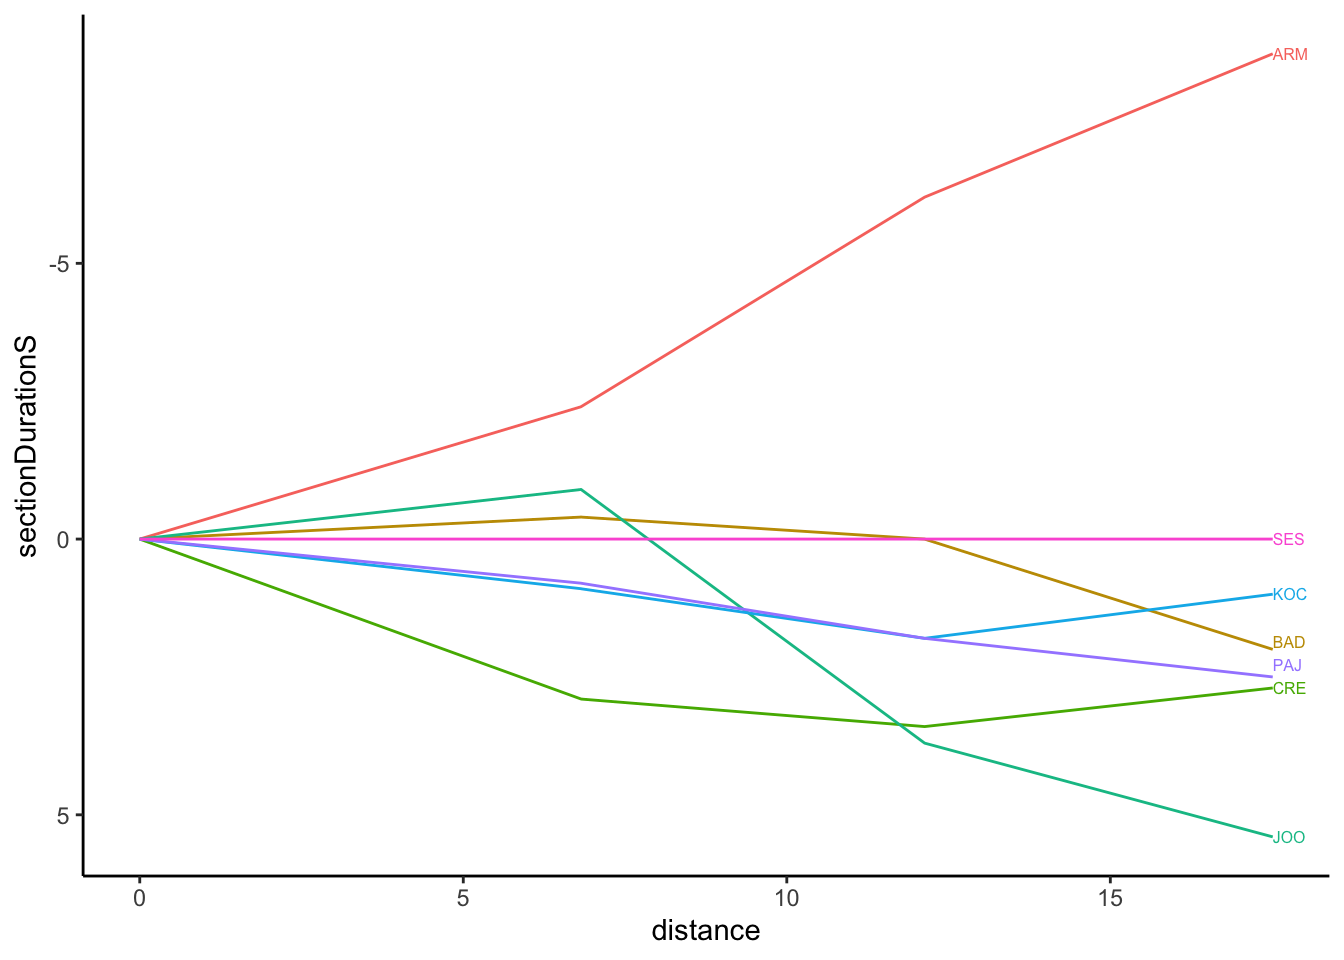 ARM
-5
sectionDurationS
0
SES
KOC
BAD
PAJ
CRE
5
JOO
0 5 10 15
distance